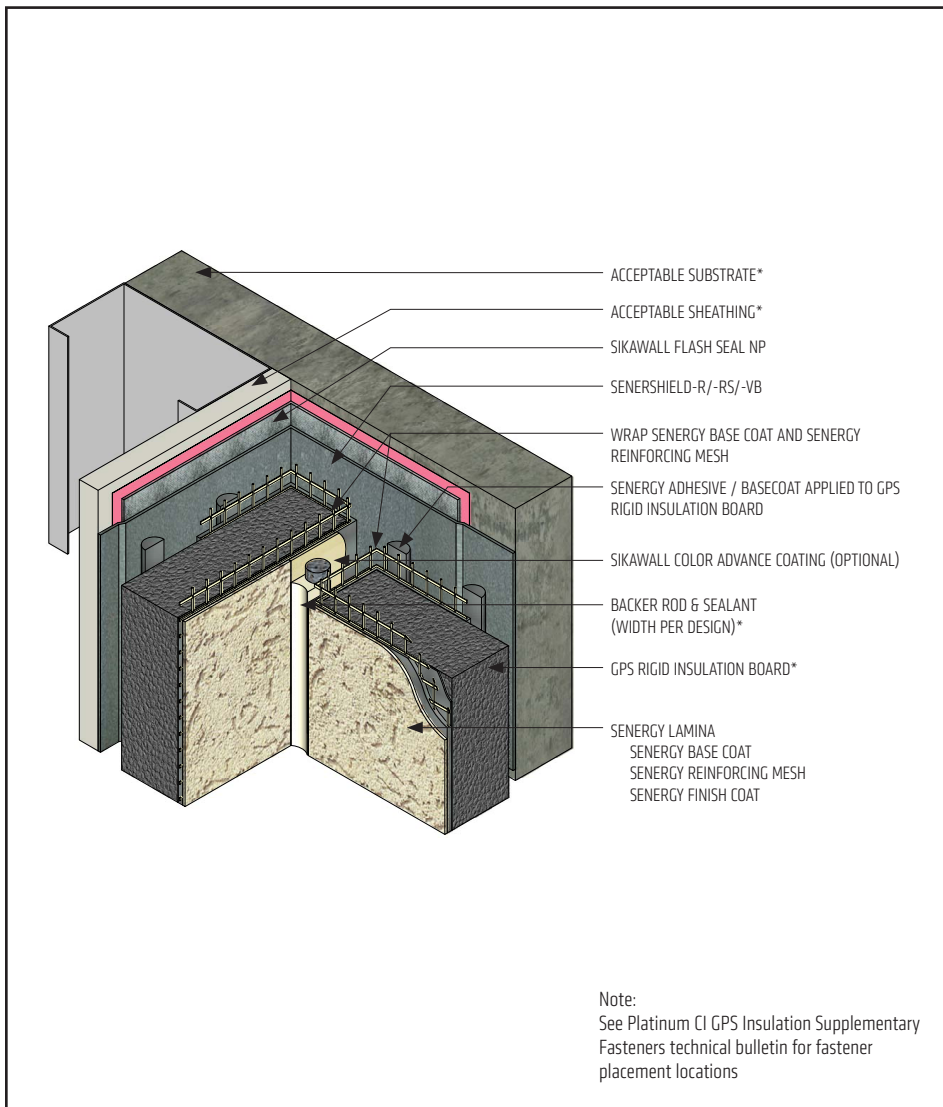 ACCEPTABLE SUBSTRATE*
ACCEPTABLE SHEATHING*
SIKAWALL FLASH SEAL NP
SENERSHIELD-R/-RS/-VB
WRAP SENERGY BASE COAT AND SENERGY
REINFORCING MESH
SENERGY ADHESIVE / BASECOAT APPLIED TO GPS
RIGID INSULATION BOARD
SIKAWALL COLOR ADVANCE COATING (OPTIONAL)
BACKER ROD & SEALANT
(WIDTH PER DESIGN)*
GPS RIGID INSULATION BOARD*
SENERGY LAMINA
SENERGY BASE COAT
SENERGY REINFORCING MESH
SENERGY FINISH COAT
Note:
See Platinum CI GPS Insulation Supplementary
Fasteners technical bulletin for fastener
placement locations